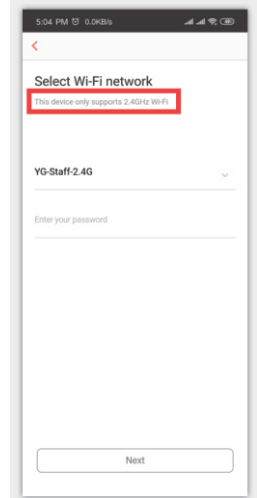 5:04 PM 0.0KB/s
Select Wi-Fi network
This device only supports 2.4GHz Wi-Fi
YG-Staff-2.4G
Enter your password
Next